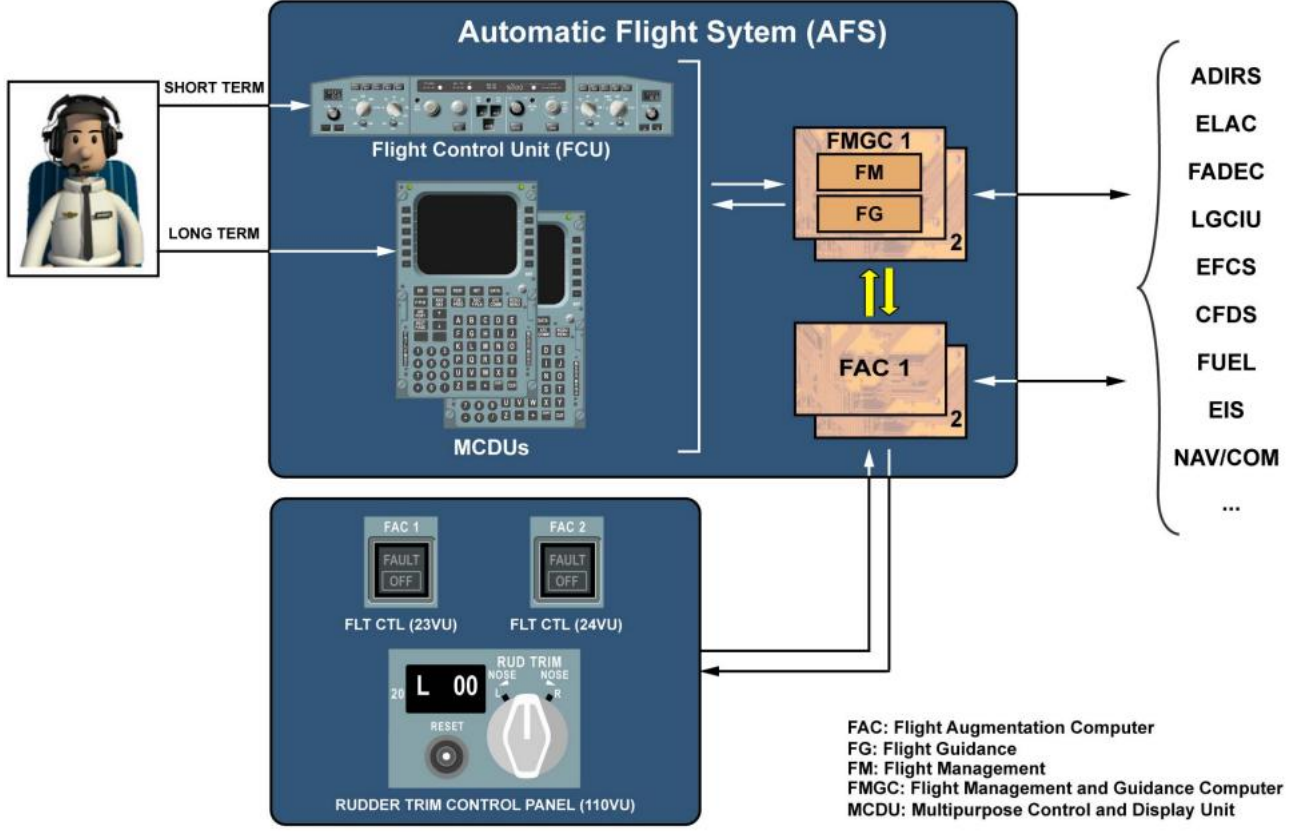 Automatic Flight Sytem (AFS)
SHORT TERM
Flight Control Unit (FCU)
LONG TERM
MCDUs
FMGC 1
FM
FG
2
FAC 1
2
ADIRS
ELAC
FADEC
LGCIU
EFCS
CFDS
FUEL
EIS
NAV/COM
...
FAC 1
FAULT
OFF
FLT CTL (23VU)
FAC 2
FAULT
OFF
FLT CTL (24VU)
RUD TRIM
NOSE NOSE
L R
20
L 00
RESET
RUDDER TRIM CONTROL PANEL (110VU)
FAC: Flight Augmentation Computer
FG: Flight Guidance
FM: Flight Management
FMGC: Flight Management and Guidance Computer
MCDU: Multipurpose Control and Display Unit
A B C D E
F G H I J
K L M N O
P Q R S T
U V W X Y
Z